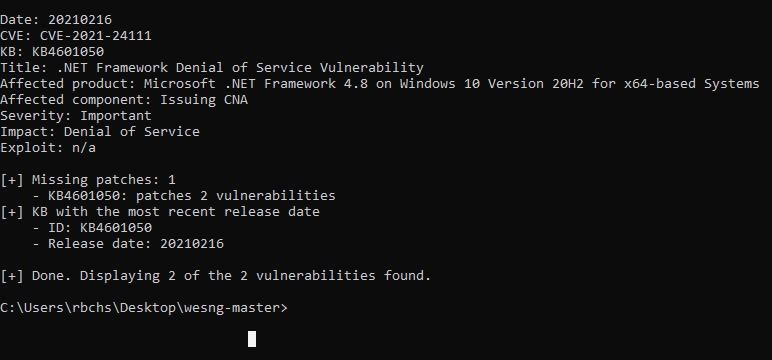 Date: 20210216
CVE: CVE-2021-24111
KB: KB4601050
Title: .NET Framework Denial of Service Vulnerability
Affected product: Microsoft .NET Framework 4.8 on Windows 10 Version 20H2 for x64-based Systems
Affected component: Issuing CNA
Severity: Important
Impact: Denial of Service
Exploit: n/a
[+] Missing patches: 1
- KB4601050: patches 2 vulnerabilities
[+] KB with the most recent release date
- ID: KB4601050
- Release date: 20210216
[+] Done. Displaying 2 of the 2 vulnerabilities found.
C:\Users\rbchs\Desktop\wesng-master>